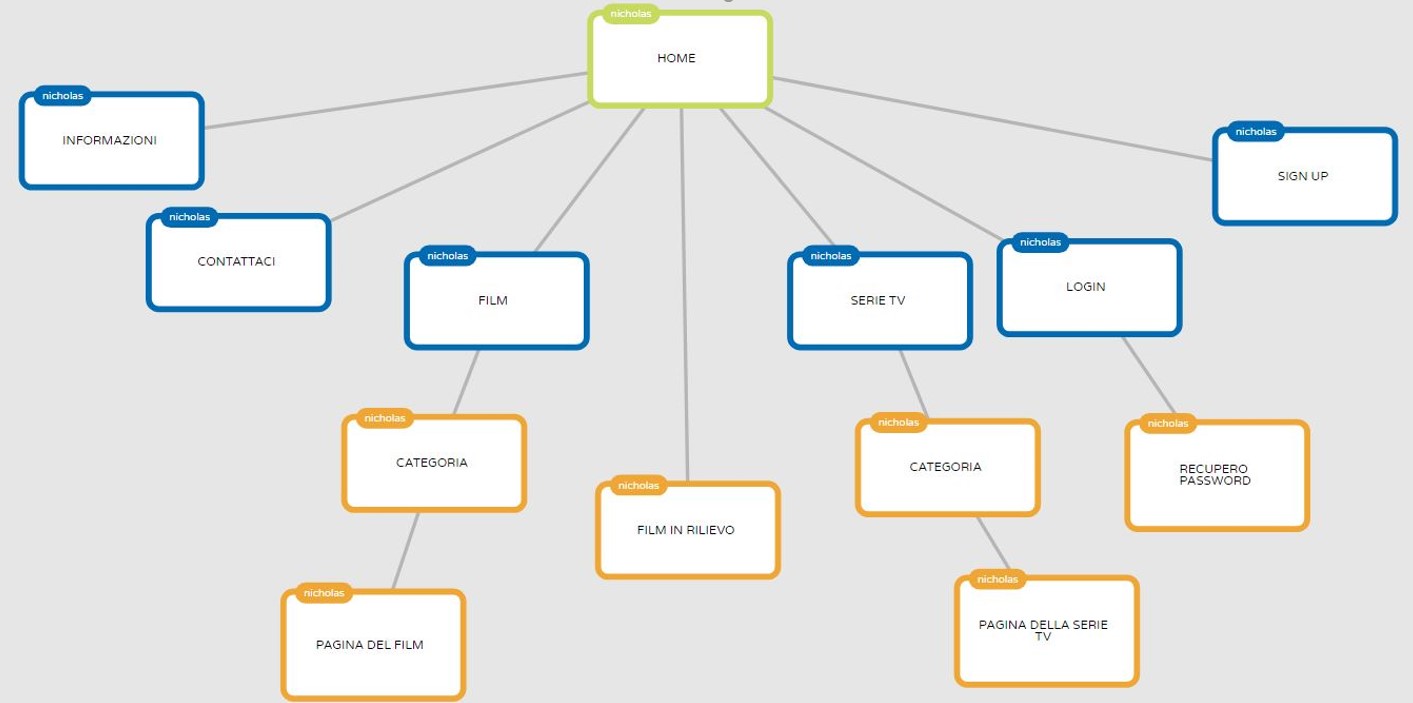 nicholas
HOME
nicholas
INFORMAZIONI
nicholas
SIGN UP
nicholas
CONTATTACI
nicholas
FILM
nicholas
SERIE TV
nicholas
LOGIN
nicholas
CATEGORIA
nicholas
FILM IN RILIEVO
nicholas
CATEGORIA
nicholas
RECUPERO
PASSWORD
nicholas
PAGINA DEL FILM
nicholas
PAGINA DELLA SERIE
TV